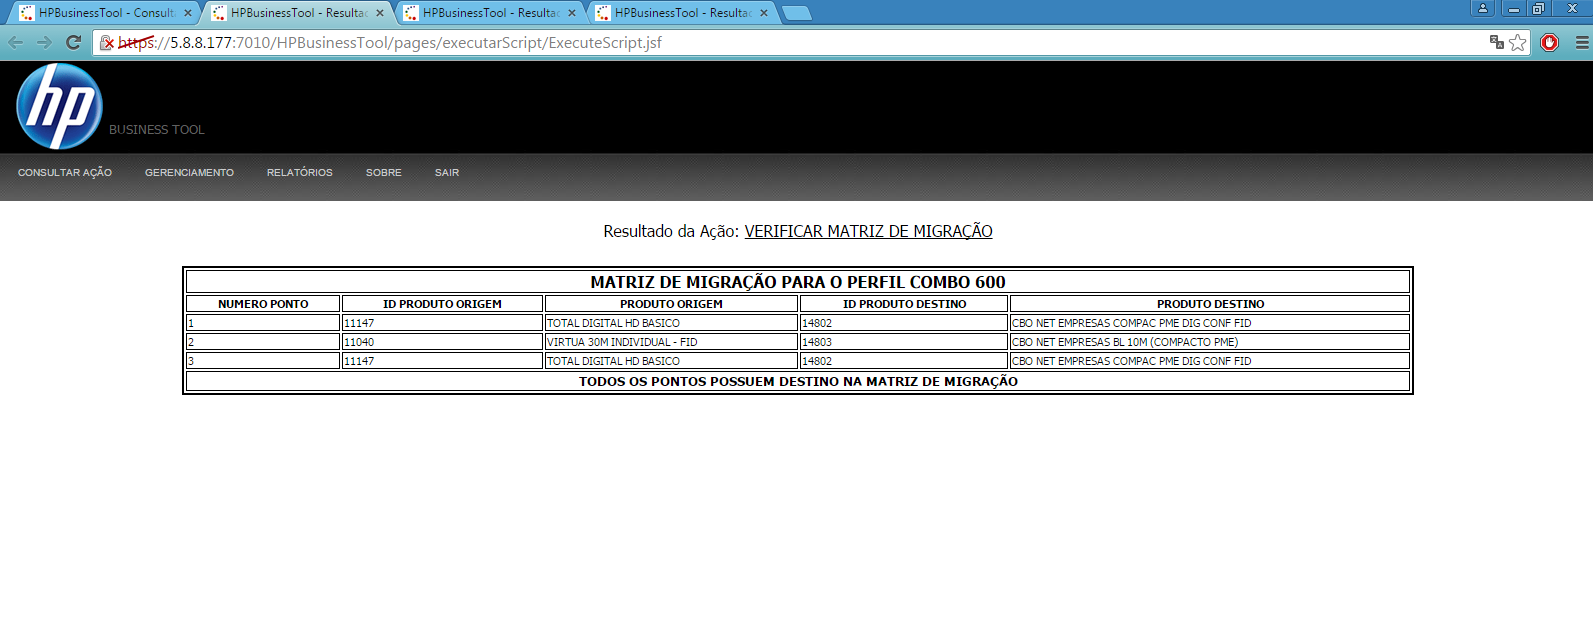 HPBusinessTool - Consult
HPBusinessTool - Resultac
HPBusinessTool - Resultac
HPBusinessTool - Resultac
https://5.8.8.177:7010/HPBusinessTool/pages/executarScript/ExecuteScript.jsf
hp
BUSINESS TOOL
CONSULTAR AÇÃO GERENCIAMENTO RELATÓRIOS SOBRE SAIR
Resultado da Ação: VERIFICAR MATRIZ DE MIGRAÇÃO
MATRIZ DE MIGRAÇÃO PARA O PERFIL COMBO 600
NUMERO PONTO ID PRODUTO ORIGEM PRODUTO ORIGEM ID PRODUTO DESTINO PRODUTO DESTINO
1 11147 TOTAL DIGITAL HD BASICO 14802 CBO NET EMPRESAS COMPAC PME DIG CONF FID
2 11040 VIRTUA 30M INDIVIDUAL - FID 14803 CBO NET EMPRESAS BL 10M (COMPACTO PME)
3 11147 TOTAL DIGITAL HD BASICO 14802 CBO NET EMPRESAS COMPAC PME DIG CONF FID
TODOS OS PONTOS POSSUEM DESTINO NA MATRIZ DE MIGRAÇÃO